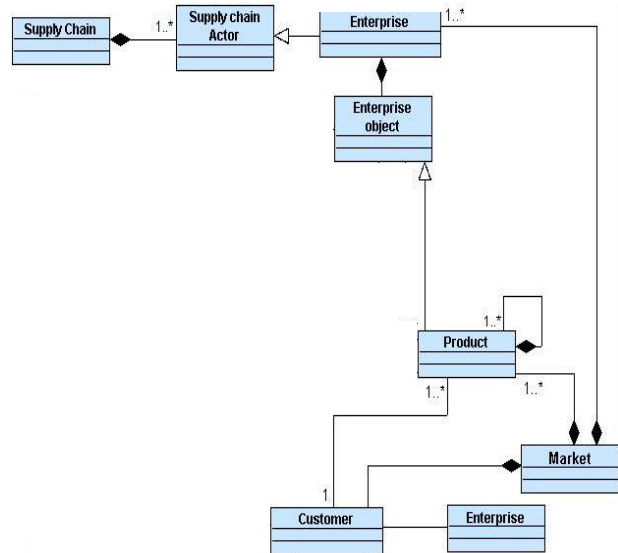 Supply Chain
1..*
Supply chain
Actor
Enterprise
1..*
Enterprise
object
1..*
Product
1..*
1..*
Market
1
Customer
Enterprise